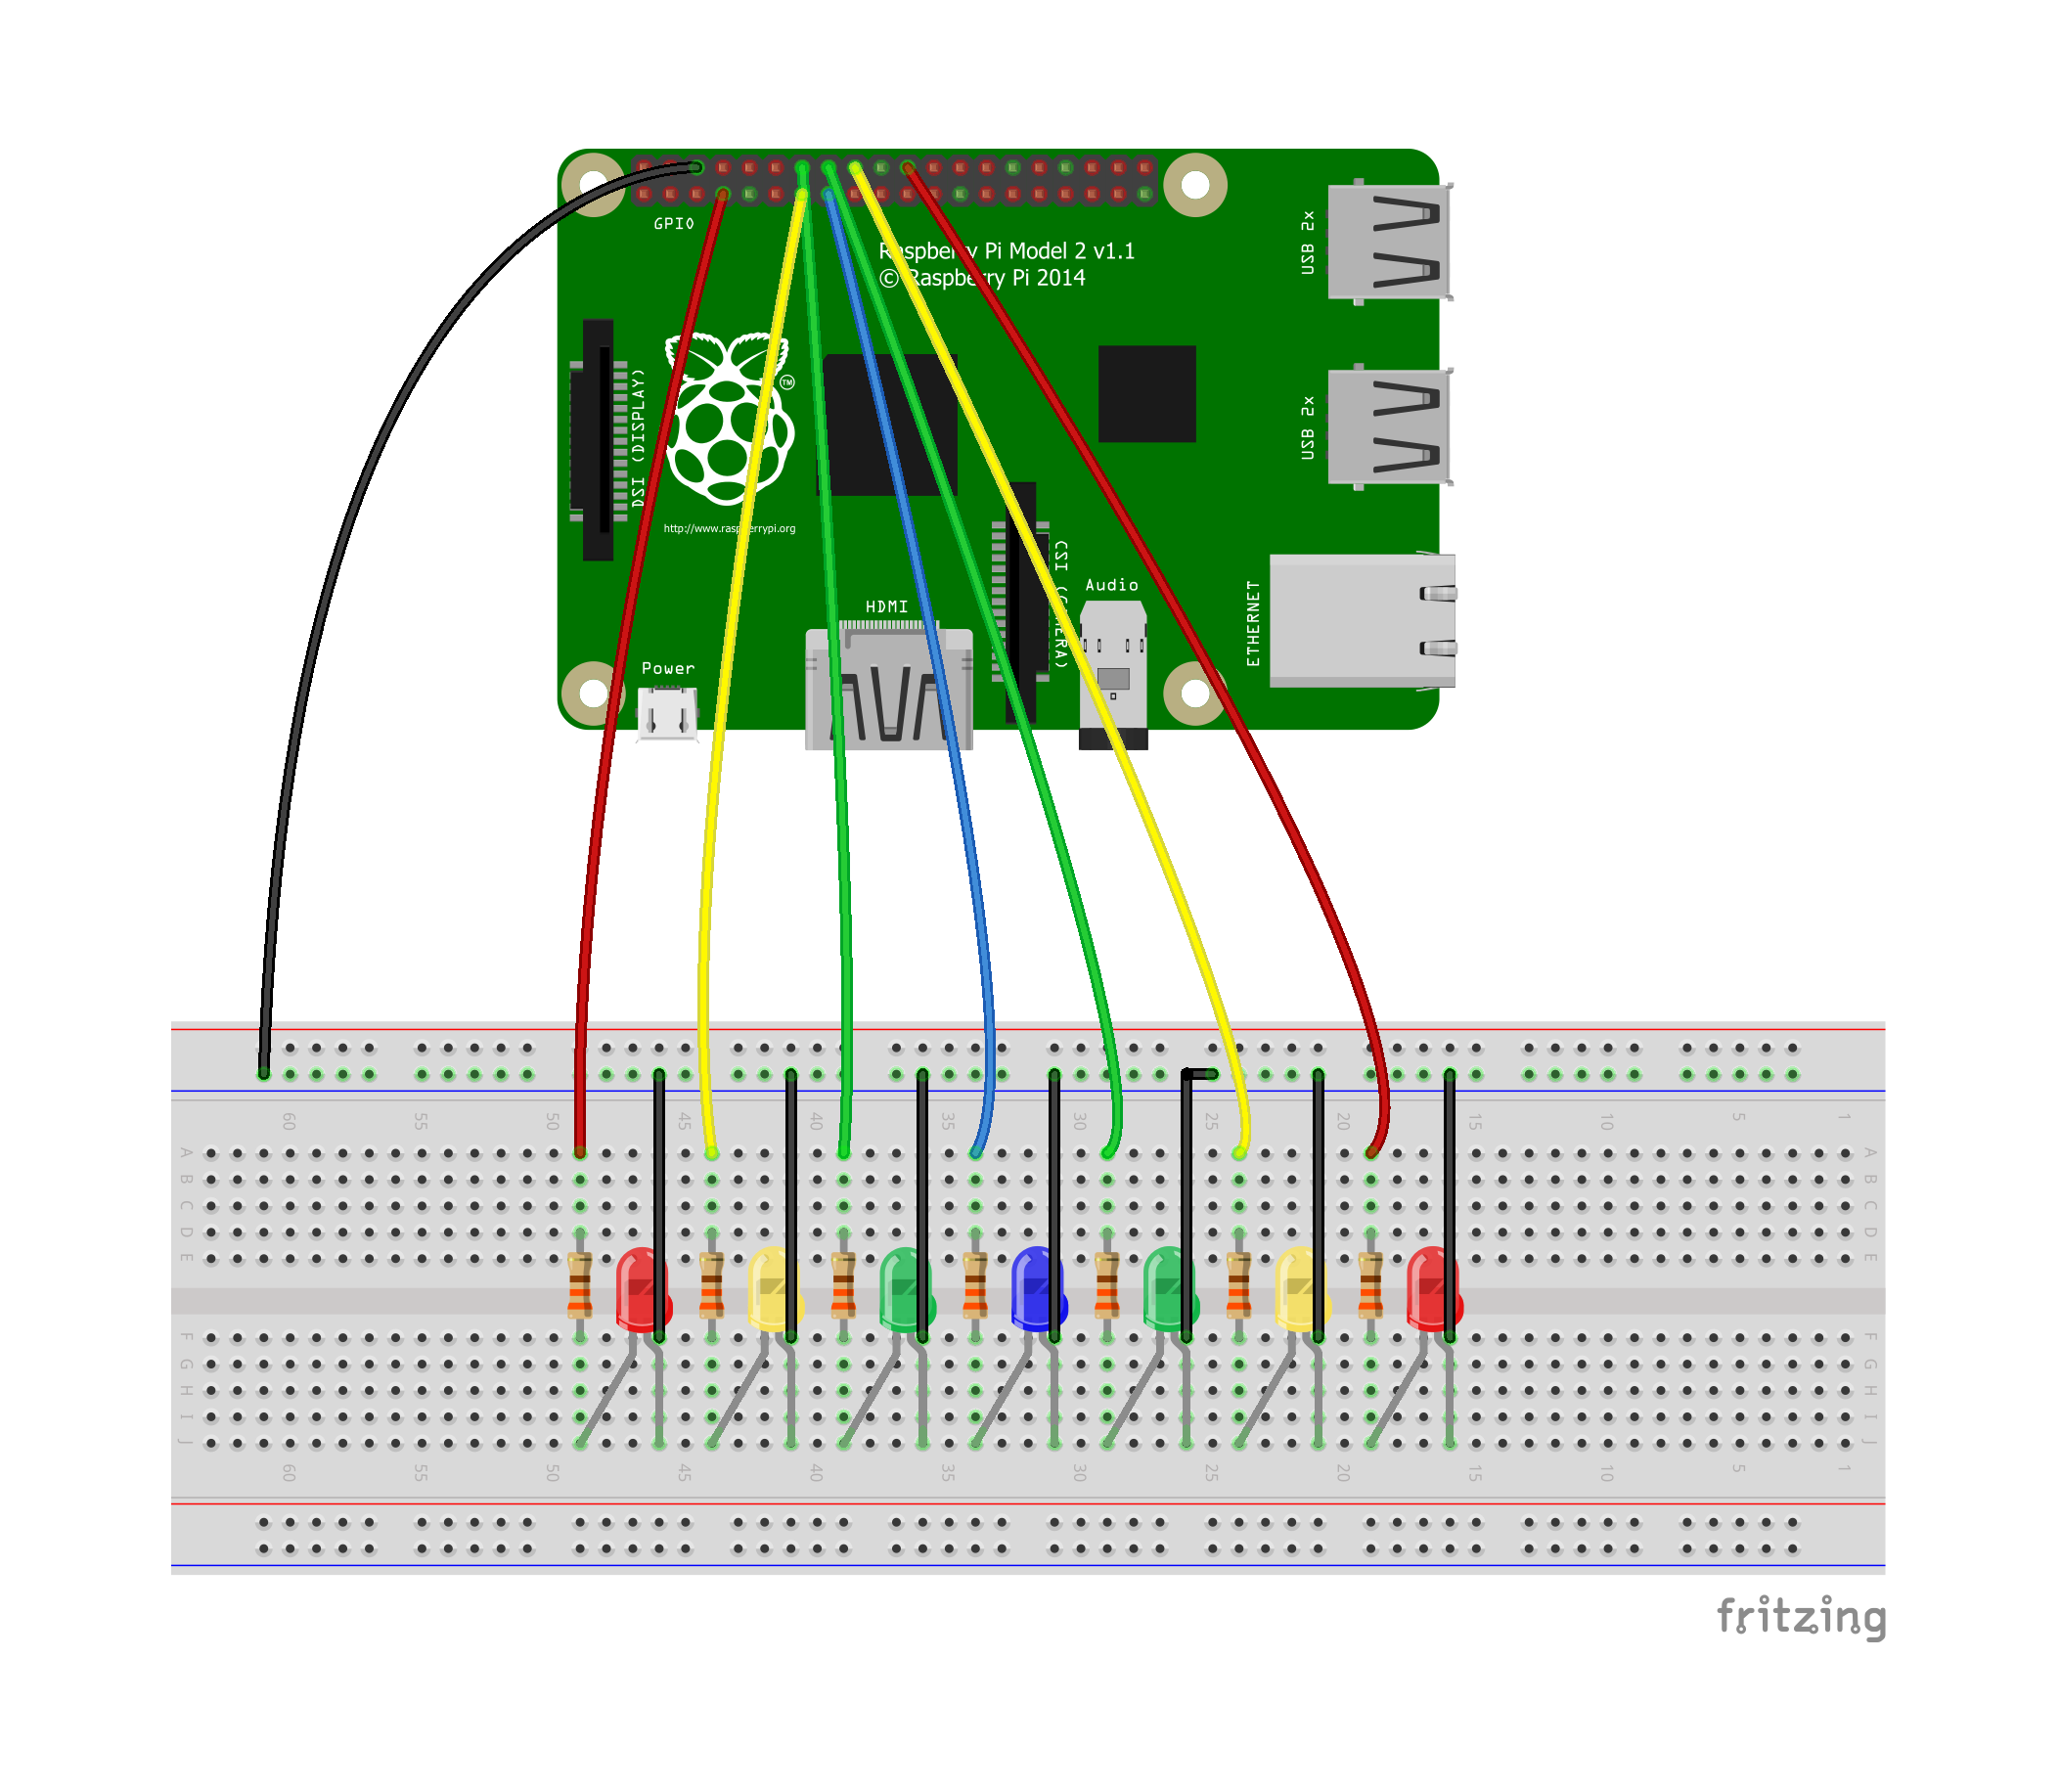 GPIO
Raspberry Pi Model 2 v1.1
© Raspberry Pi 2014
USB 2x
DSI (DISPLAY)
TM
USB 2x
http://www.raspberrypi.org
CSI (CAMERA)
Audio
HDMI
ETHERNET
Power
60 55 50 45 40 35 30 25 20 15 10 5 1
A A
B B
C C
D D
E E
F F
G G
H H
I I
J J
60 55 50 45 40 35 30 25 20 15 10 5 1
fritzing